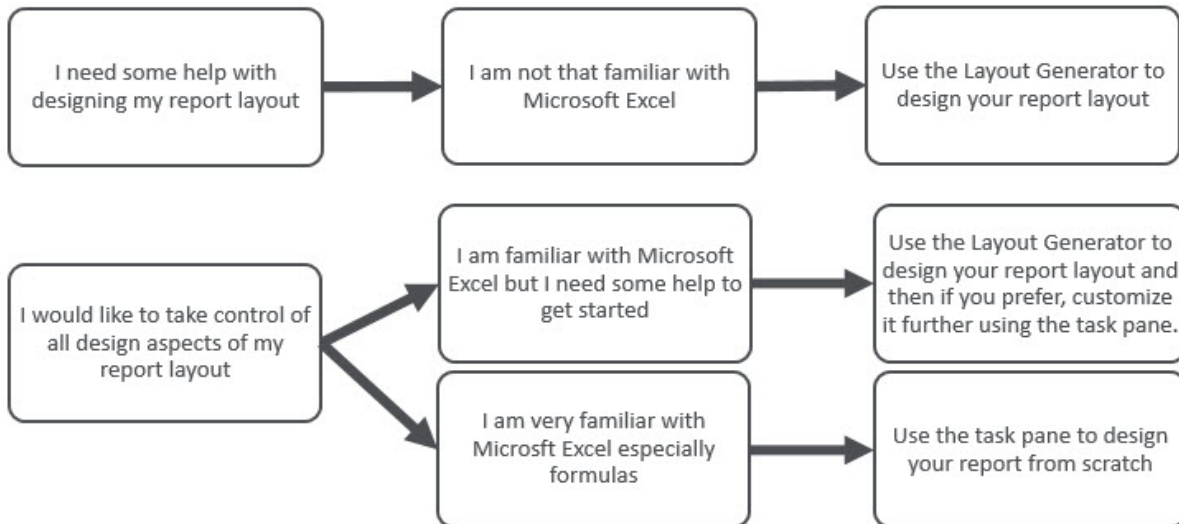 I need some help with
designing my report layout
I am not that familiar with
Microsoft Excel
Use the Layout Generator to
design your report layout
I would like to take control of
all design aspects of my
report layout
I am familiar with Microsoft
Excel but I need some help to
get started
Use the Layout Generator to
design your report layout and
then if you prefer, customize
it further using the task pane.
I am very familiar with
Microsft Excel especially
formulas
Use the task pane to design
your report from scratch